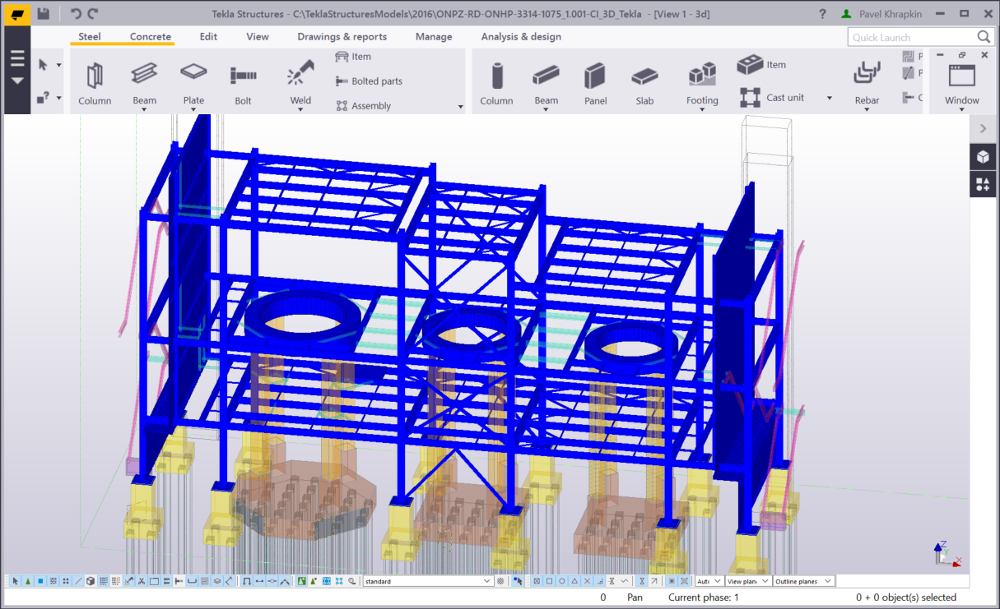 Tekla Structures - C:\TeklaStructuresModels\2016\ONPZ-RD-ONHP-3314-1075_1.001-CI_3D_Tekla - [View 1 - 3d]
? Pavel Khrapkin
Steel Concrete Edit View Drawings & reports Manage Analysis & design
Quick Launch
Item
Bolted parts
Assembly
Column Beam Plate Bolt Weld
Item
Cast unit
Column Beam Panel Slab Footing Rebar
P
P
C
Window
Z
Y
X
standard
Aut View plan Outline planes
0 Pan Current phase: 1 0 + 0 object(s) selected